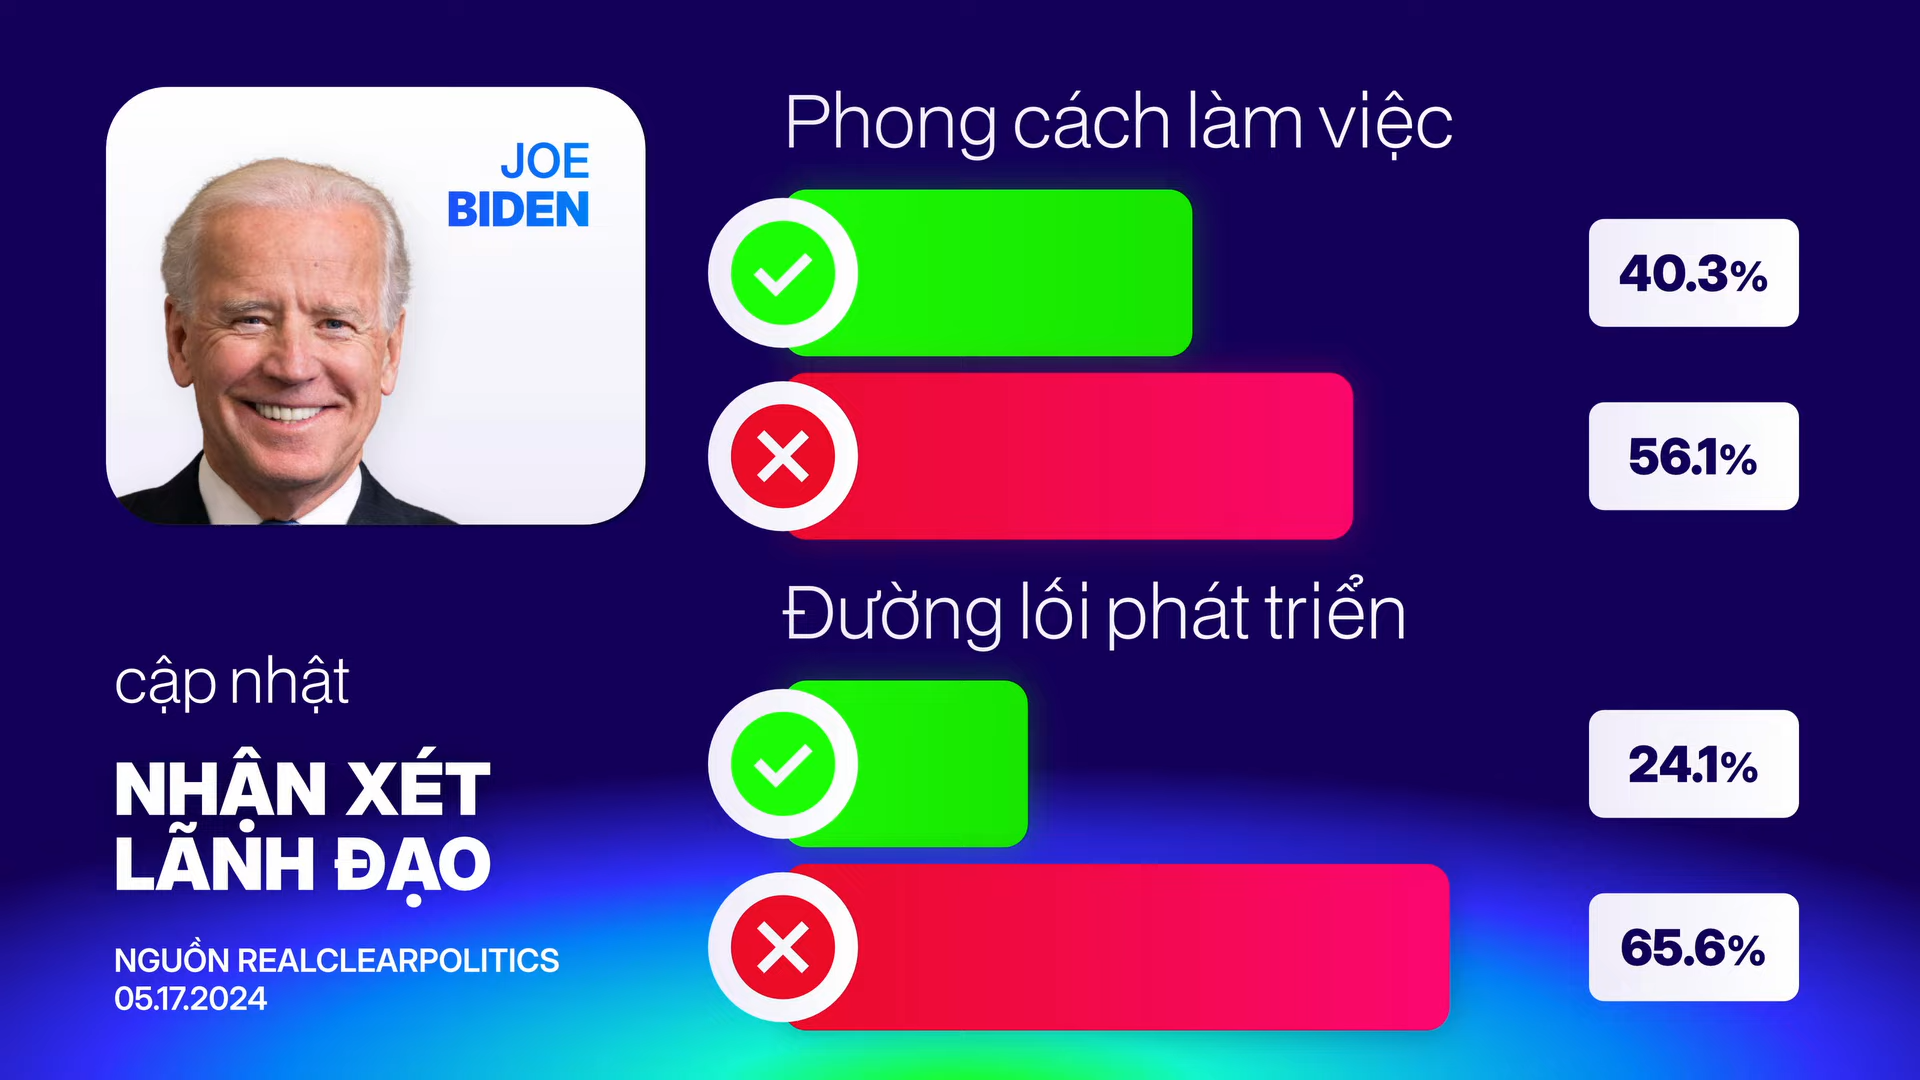 JOE
BIDEN
cập nhật
NHẬN XÉT
LÃNH ĐẠO
NGUỒN REALCLEARPOLITICS
05.17.2024
Phong cách làm việc
40.3%
56.1%
Đường lối phát triển
24.1%
65.6%